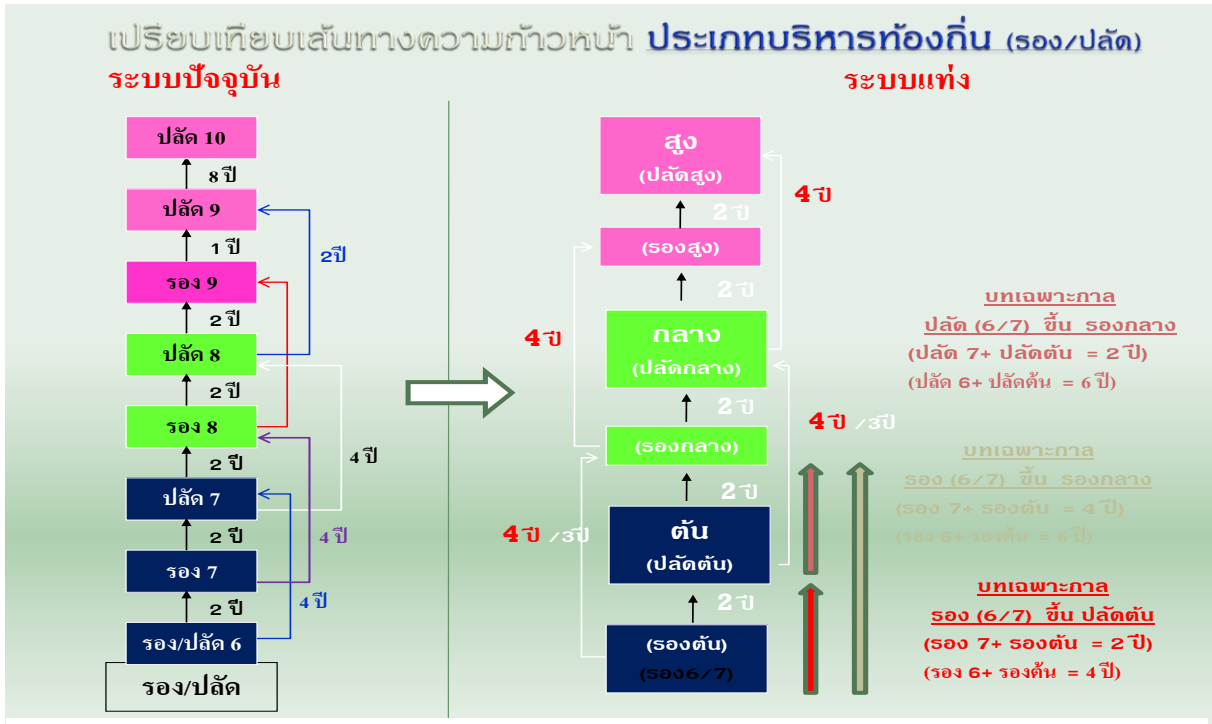 เปรียบเทียบเส้นทางความก้าวหน้า ประเภทบริหารท้องถิ่น (รอง/ปลัด)
ระบบปัจจุบัน
ปลัด 10
8 ปี
ปลัด 9
1 ปี
2ปี
รอง 9
2 ปี
ปลัด 8
2 ปี
รอง 8
2 ปี
4 ปี
ปลัด 7
2 ปี
4 ปี
รอง 7
2 ปี
4 ปี
รอง/ปลัด 6
รอง/ปลัด
ระบบแท่ง
สูง
(ปลัดสูง)
4 ปี
2 ปี
(รองสูง)
2 ปี
4 ปี
กลาง
(ปลัดกลาง)
2 ปี
4 ปี /3ปี
(รองกลาง)
2 ปี
4 ปี /3ปี
ต้น
(ปลัดต้น)
2 ปี
(รองต้น)
(รอง6/7)
บทเฉพาะกาล
ปลัด (6/7) ขึ้น รองกลาง
(ปลัด 7+ ปลัดต้น = 2 ปี)
(ปลัด 6+ ปลัดต้น = 6 ปี)
บทเฉพาะกาล
รอง (6/7) ขึ้น รองกลาง
(รอง 7+ รองต้น = 4 ปี)
(รอง 6+ รองต้น = 6 ปี)
บทเฉพาะกาล
รอง (6/7) ขึ้น ปลัดต้น
(รอง 7+ รองต้น = 2 ปี)
(รอง 6+ รองต้น = 4 ปี)